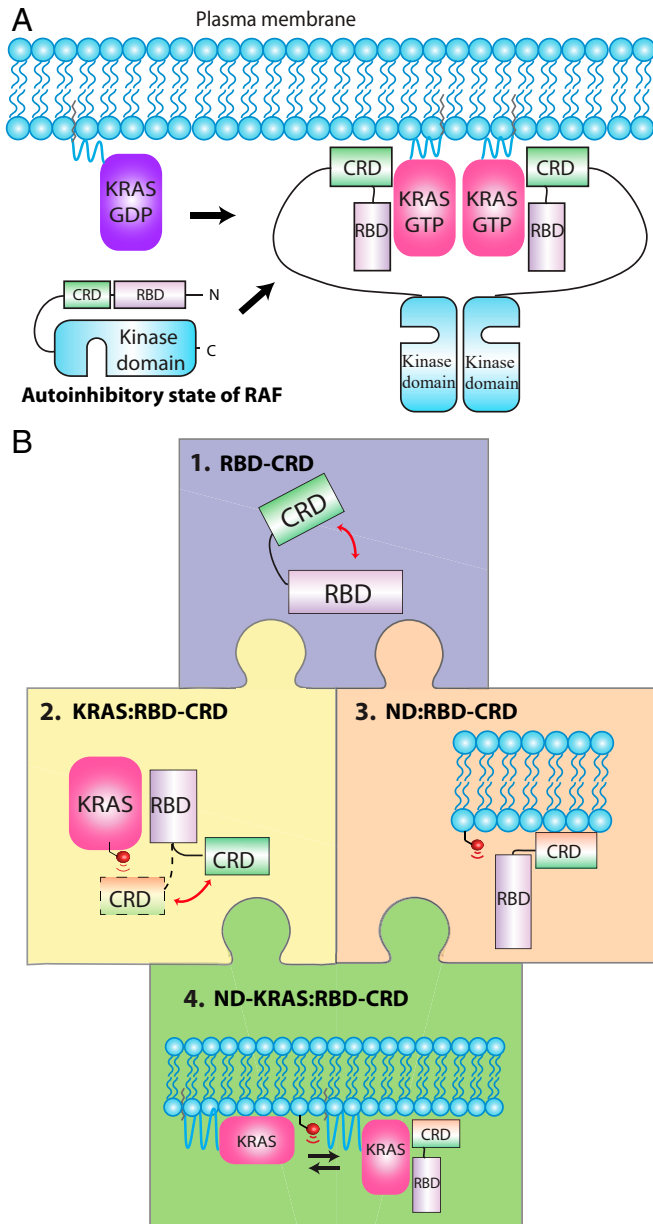 A
Plasma membrane
KRAS
GDP
CRD
KRAS
GTP
RBD
KRAS
GTP
CRD
RBD
CRD
RBD
N
Kinase
domain
C
Autoinhibitory state of RAF
Kinase
domain
Kinase
domain
B
1. RBD-CRD
CRD
RBD
2. KRAS:RBD-CRD
KRAS
RBD
CRD
CRD
3. ND:RBD-CRD
CRD
RBD
4. ND-KRAS:RBD-CRD
KRAS
KRAS
CRD
RBD